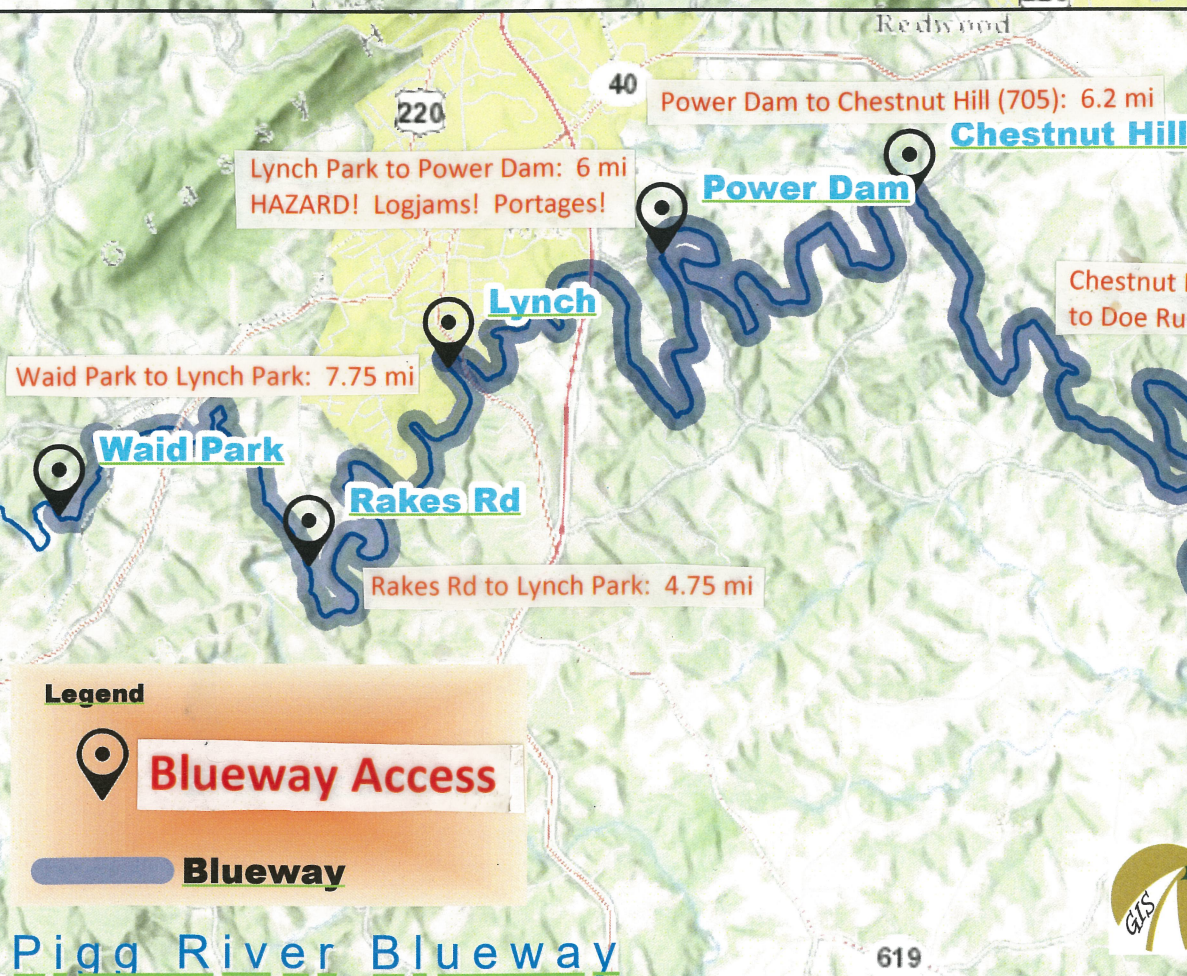 Redwood
40
220
Power Dam to Chestnut Hill (705): 6.2 mi
Chestnut Hill
Lynch Park to Power Dam: 6 mi
HAZARD! Logjams! Portages!
Power Dam
Chestnut
to Doe Ru
Lynch
Waid Park to Lynch Park: 7.75 mi
Waid Park
Rakes Rd
Rakes Rd to Lynch Park: 4.75 mi
Legend
Blueway Access
Blueway
GIS
Pigg River Blueway
619